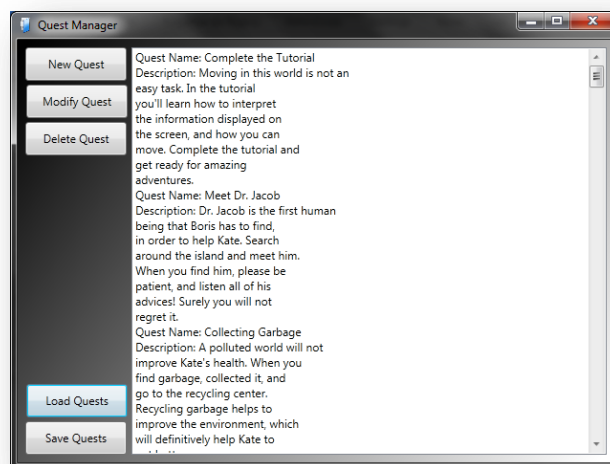 Quest Manager
New Quest
Modify Quest
Delete Quest
Load Quests
Save Quests
Quest Name: Complete the Tutorial
Description: Moving in this world is not an
easy task. In the tutorial
you'll learn how to interpret
the information displayed on
the screen, and how you can
move. Complete the tutorial and
get ready for amazing
adventures.
Quest Name: Meet Dr. Jacob
Description: Dr. Jacob is the first human
being that Boris has to find,
in order to help Kate. Search
around the island and meet him.
When you find him, please be
patient, and listen all of his
advices! Surely you will not
regret it.
Quest Name: Collecting Garbage
Description: A polluted world will not
improve Kate's health. When you
find garbage, collected it, and
go to the recycling center.
Recycling garbage helps to
improve the environment, which
will definitively help Kate to